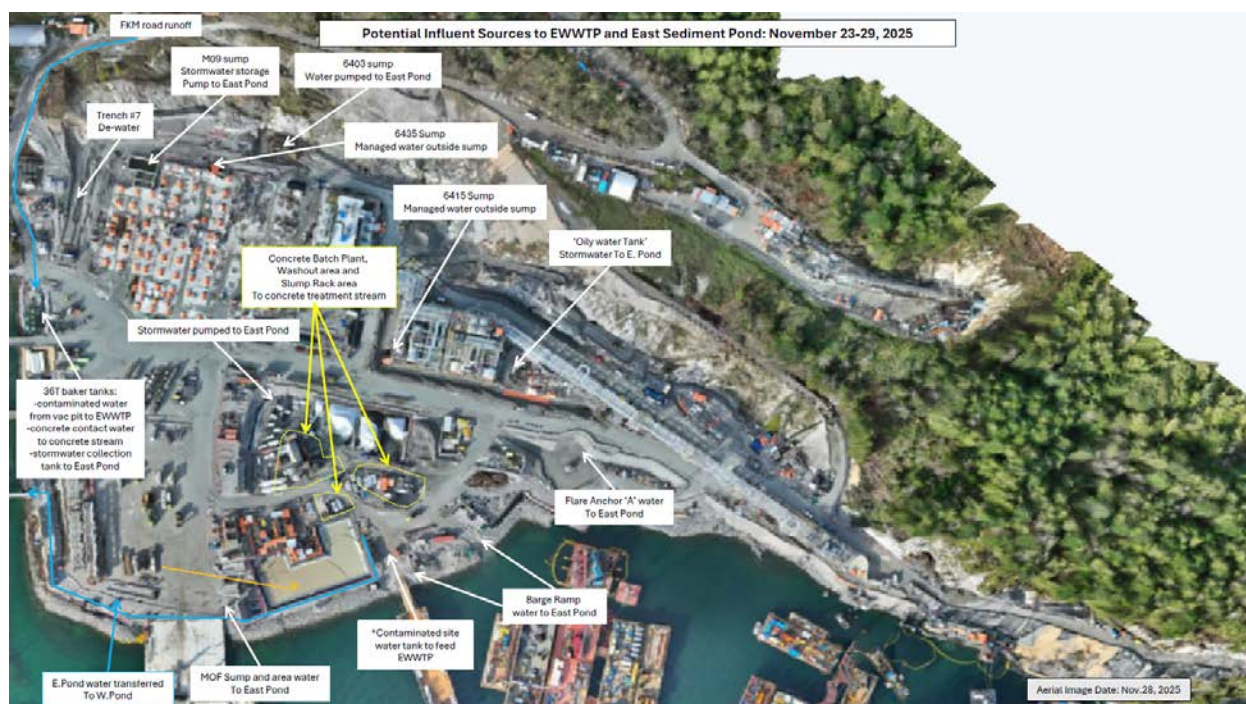 FKM road runoff
Potential Influent Sources to EWWTP and East Sediment Pond: November 23-29, 2025
M09 sump
Stormwater storage
Pump to East Pond
6403 sump
Water pumped to East Pond
Trench #7
De-water
6435 Sump
Managed water outside sump
6415 Sump
Managed water outside sump
'Oily water Tank'
Stormwater To E. Pond
Concrete Batch Plant,
Washout area and
Slump Rack area
To concrete treatment stream
Stormwater pumped to East Pond
36T baker tanks:
-contaminated water
from vac pit to EWWTP
-concrete contact water
to concrete stream
-stormwater collection
tank to East Pond
Flare Anchor 'A' water
To East Pond
Barge Ramp
water to East Pond
*Contaminated site
water tank to feed
EWWTP
E.Pond water transferred
To W.Pond
MOF Sump and area water
To East Pond
Aerial Image Date: Nov.28, 2025